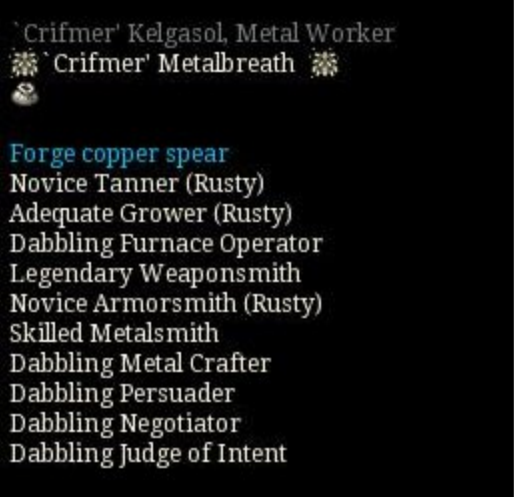 `Crifmer' Kelgasol, Metal Worker
`Crifmer' Metalbreath
Forge copper spear
Novice Tanner (Rusty)
Adequate Grower (Rusty)
Dabbling Furnace Operator
Legendary Weaponsmith
Novice Armorsmith (Rusty)
Skilled Metalsmith
Dabbling Metal Crafter
Dabbling Persuader
Dabbling Negotiator
Dabbling Judge of Intent